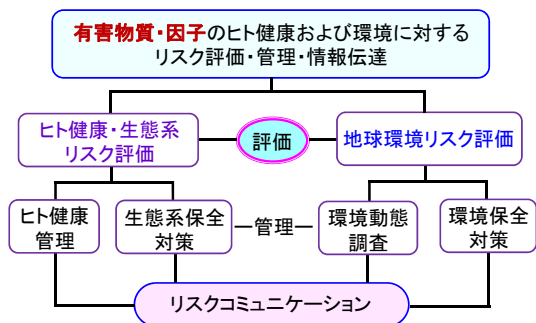 有害物質・因子のヒト健康および環境に対する
リスク評価・管理・情報伝達
ヒト健康・生態系
リスク評価
評価
地球環境リスク評価
ヒト健康
管理
生態系保全
対策
ー管理ー
環境動態
調査
環境保全
対策
リスクコミュニケーション